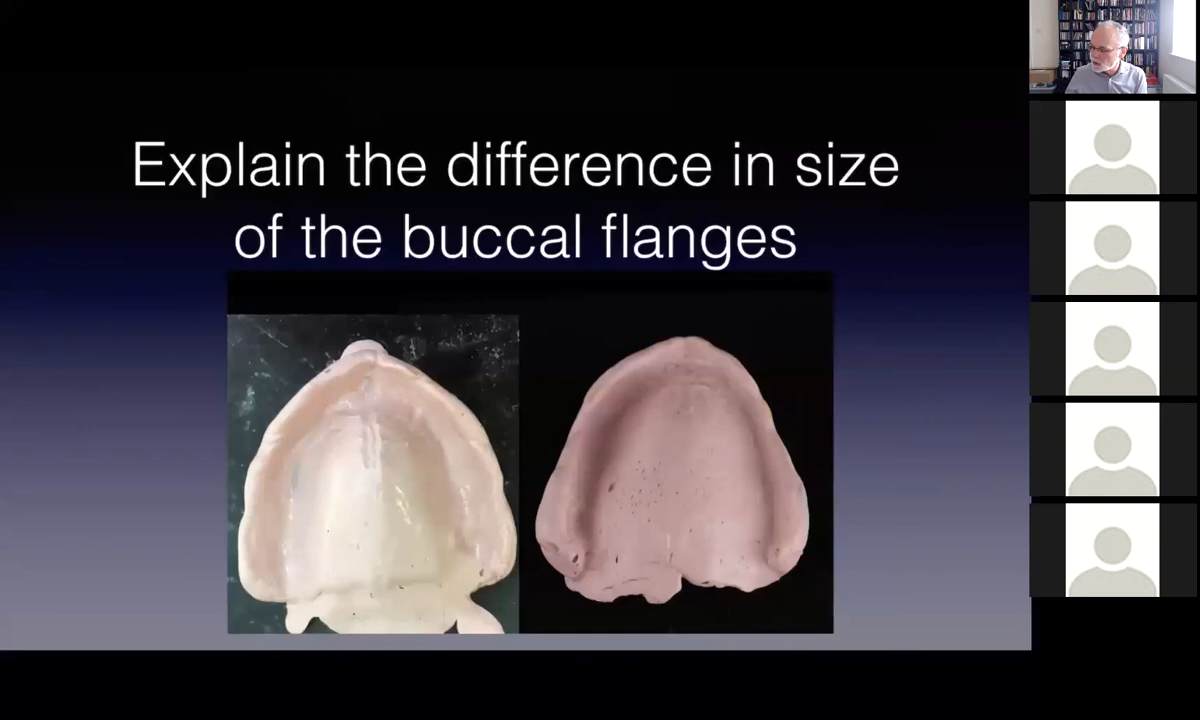 Explain the difference in size
of the buccal flanges